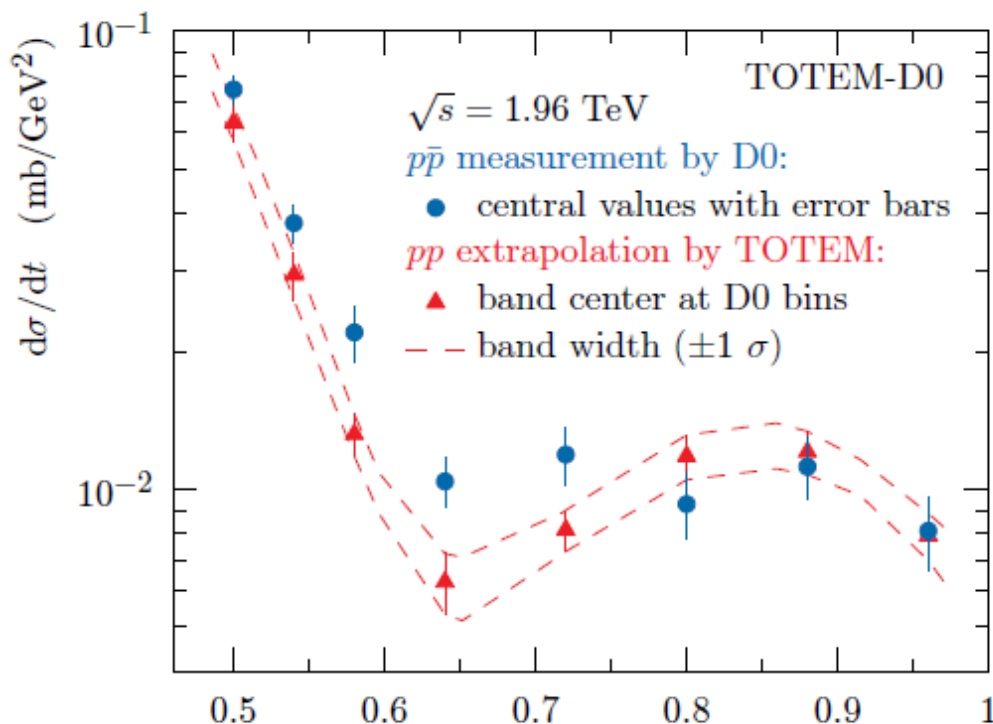 10⁻¹
TOTEM-D0
√s = 1.96 TeV
pp̄ measurement by D0:
central values with error bars
pp extrapolation by TOTEM:
band center at D0 bins
band width (±1 σ)
dσ/dt (mb/GeV²)
10⁻²
0.5 0.6 0.7 0.8 0.9 1